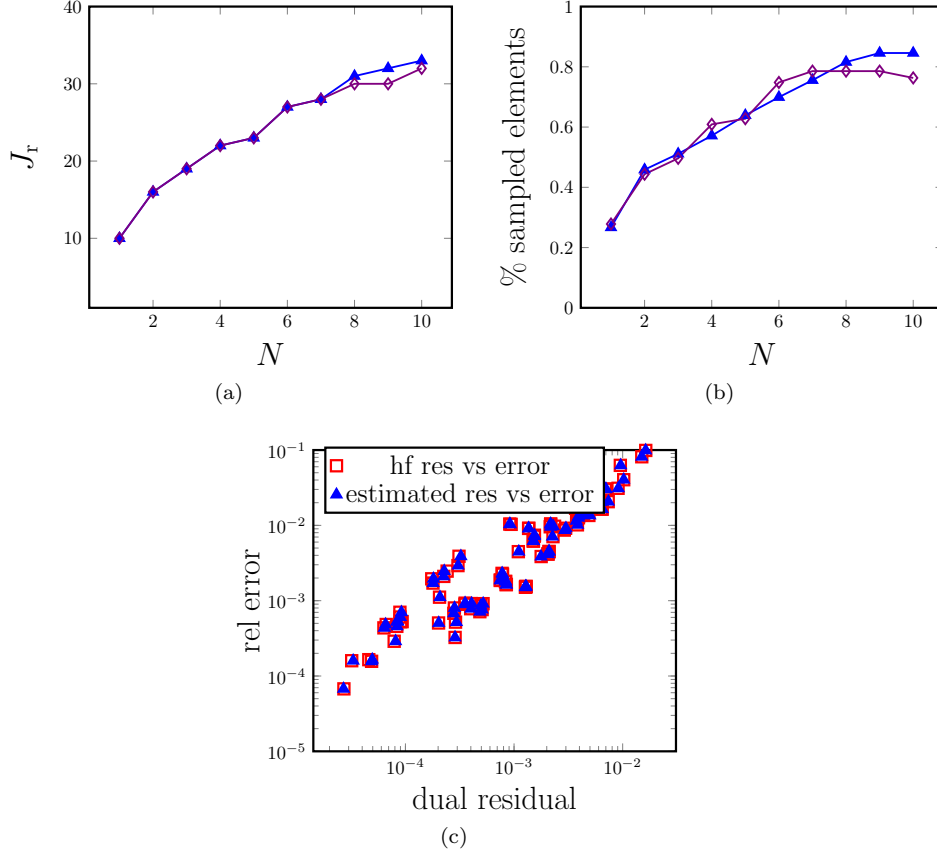 40
30
20
10
J_r
2 4 6 8 10
N
(a)
1
0.8
0.6
0.4
0.2
0
% sampled elements
2 4 6 8 10
N
(b)
10^{-1}
10^{-2}
10^{-3}
10^{-4}
10^{-5}
rel error
hf res vs error
estimated res vs error
10^{-4} 10^{-3} 10^{-2}
dual residual
(c)